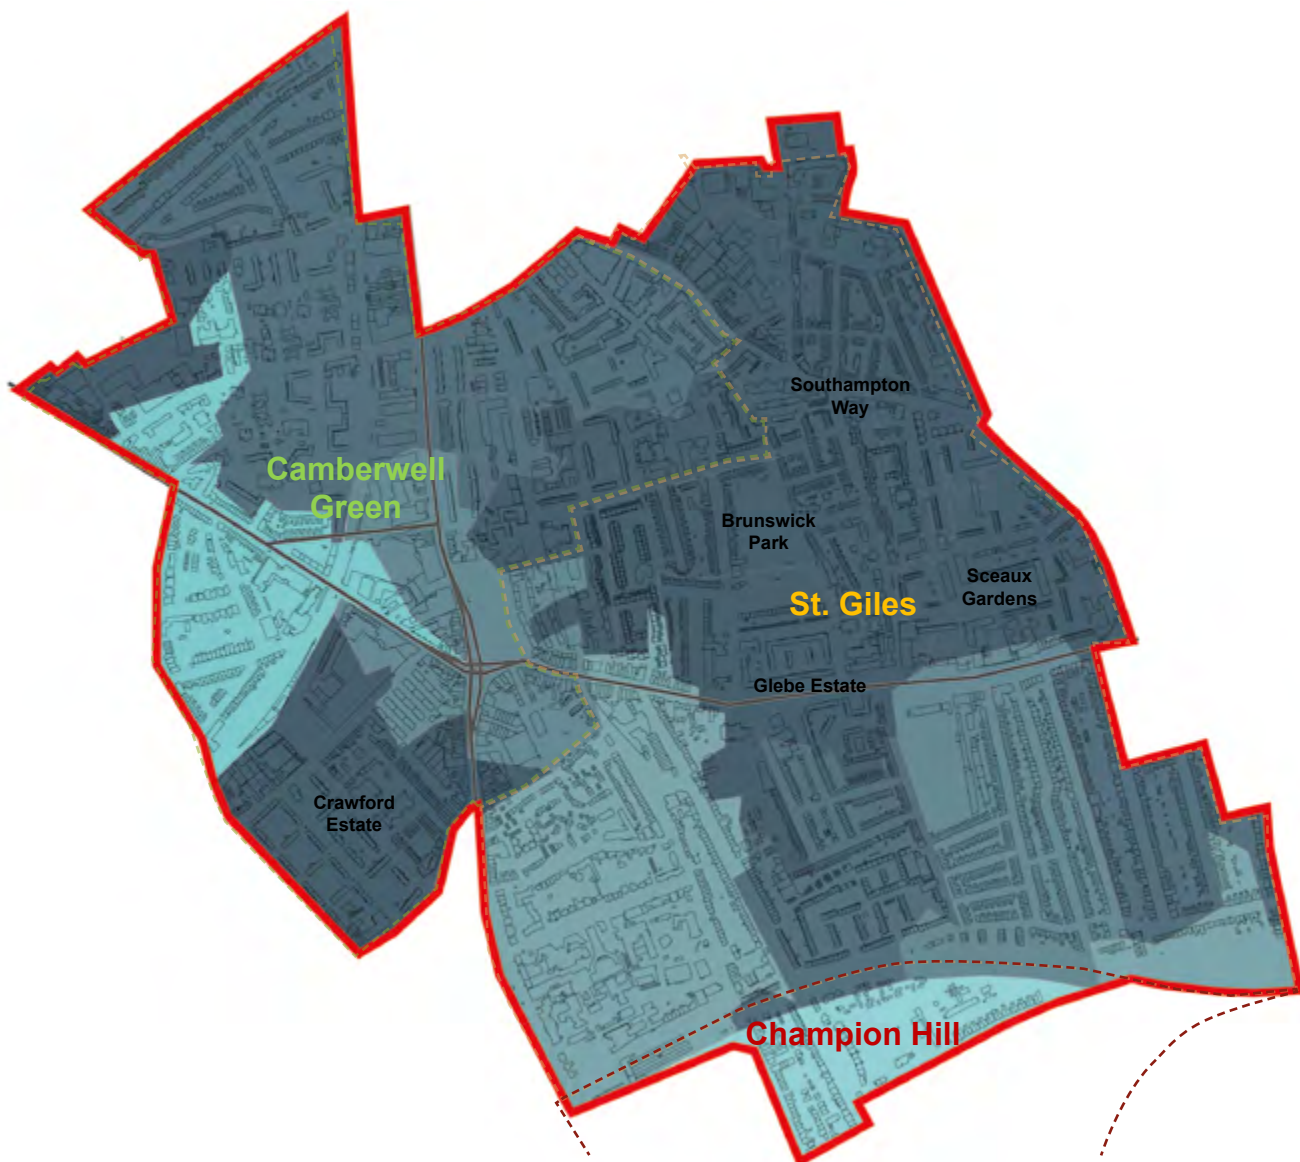 Southampton
Way
Camberwell
Green
Brunswick
Park
Sceaux
Gardens
St. Giles
Glebe Estate
Crawford
Estate
Champion Hill